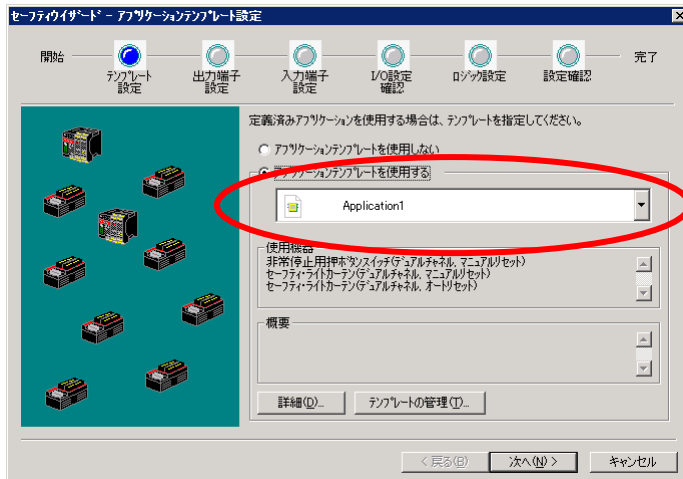 セーフティウィザード - アプリケーションテンプレート設定
開始
テンプレート
設定
出力端子
設定
入力端子
設定
I/O設定
確認
ロジック設定
設定確認
完了
定義済みアプリケーションを使用する場合は、テンプレートを指定してください。
アプリケーションテンプレートを使用しない
アプリケーションテンプレートを使用する
Application1
使用機器
非常停止用押ボタンスイッチ(デュアルチャネル, マニュアルリセット)
セーフティ・ライトカーテン(デュアルチャネル, マニュアルリセット)
セーフティ・ライトカーテン(デュアルチャネル, オートリセット)
概要
詳細(D)...
テンプレートの管理(T)...
< 戻る(B)
次へ(N) >
キャンセル